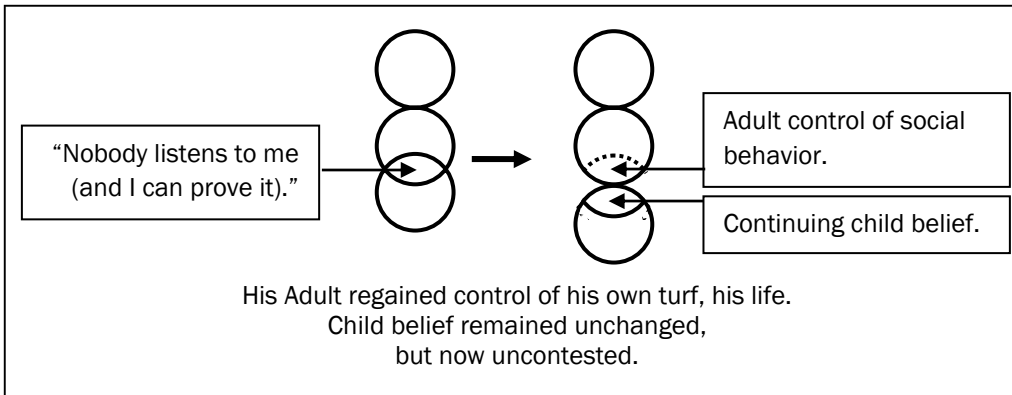 “Nobody listens to me
(and I can prove it).”
Adult control of social
behavior.
Continuing child belief.
His Adult regained control of his own turf, his life.
Child belief remained unchanged,
but now uncontested.